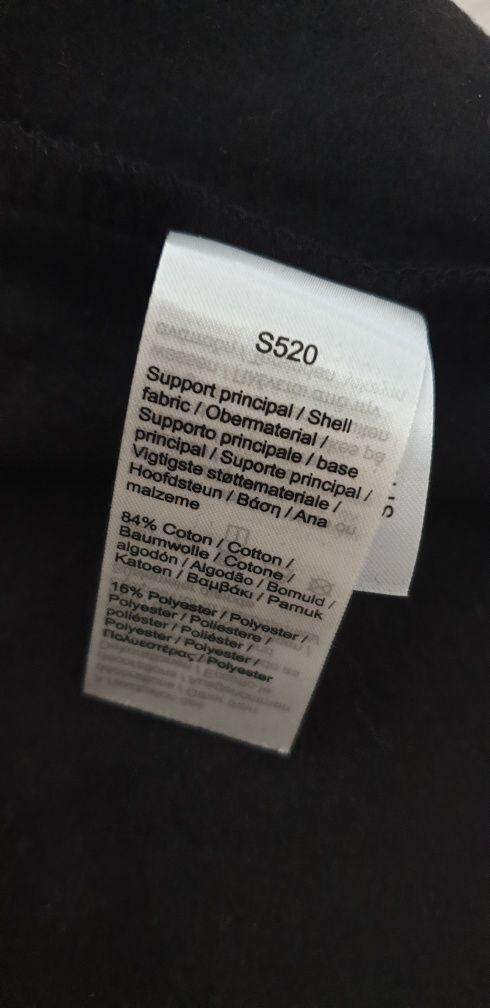 S520
Support principal / Shell
fabric / Obermaterial /
Supporto principale / base
principal / Suporte principal /
Vigtigste støttemateriale /
Hoofdsteun / Βάση / Ana
malzeme
84% Coton / Cotton /
Baumwolle / Cotone /
algodón / Algodão / Bomuld /
Katoen / Βαμβάκι / Pamuk
16% Polyester / Polyester /
Polyester / Poliestere /
poliéster / Poliéster /
Polyester / Polyester /
Πολυεστέρας / Polyester